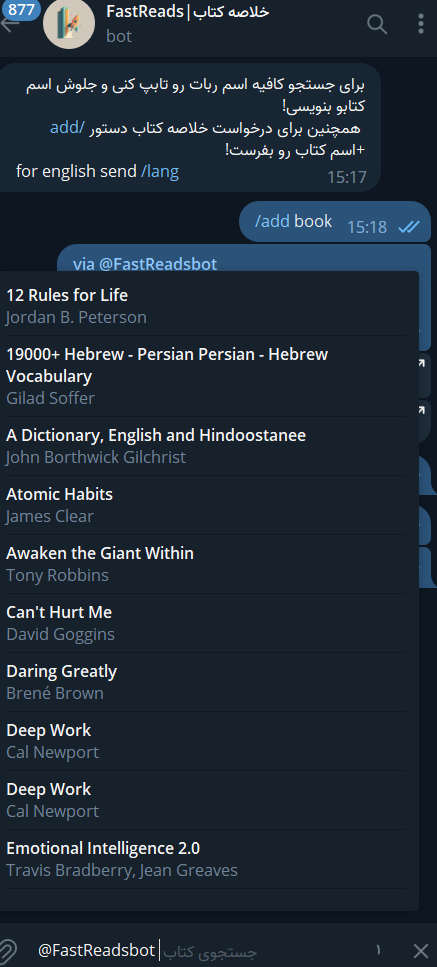 877
FastReads|خلاصه کتاب
bot
برای جستجو کافیه اسم ربات رو تایپ کنی و جلوش اسم
کتابو بنویسی!
همچنین برای درخواست خلاصه کتاب دستور /add
+اسم کتاب رو بفرست!
for english send /lang
15:17
/add book 15:18
via @FastReadsbot
12 Rules for Life
Jordan B. Peterson
19000+ Hebrew - Persian Persian - Hebrew
Vocabulary
Gilad Soffer
A Dictionary, English and Hindoostanee
John Borthwick Gilchrist
Atomic Habits
James Clear
Awaken the Giant Within
Tony Robbins
Can't Hurt Me
David Goggins
Daring Greatly
Brené Brown
Deep Work
Cal Newport
Deep Work
Cal Newport
Emotional Intelligence 2.0
Travis Bradberry, Jean Greaves
@FastReadsbot جستجوی کتاب ۱